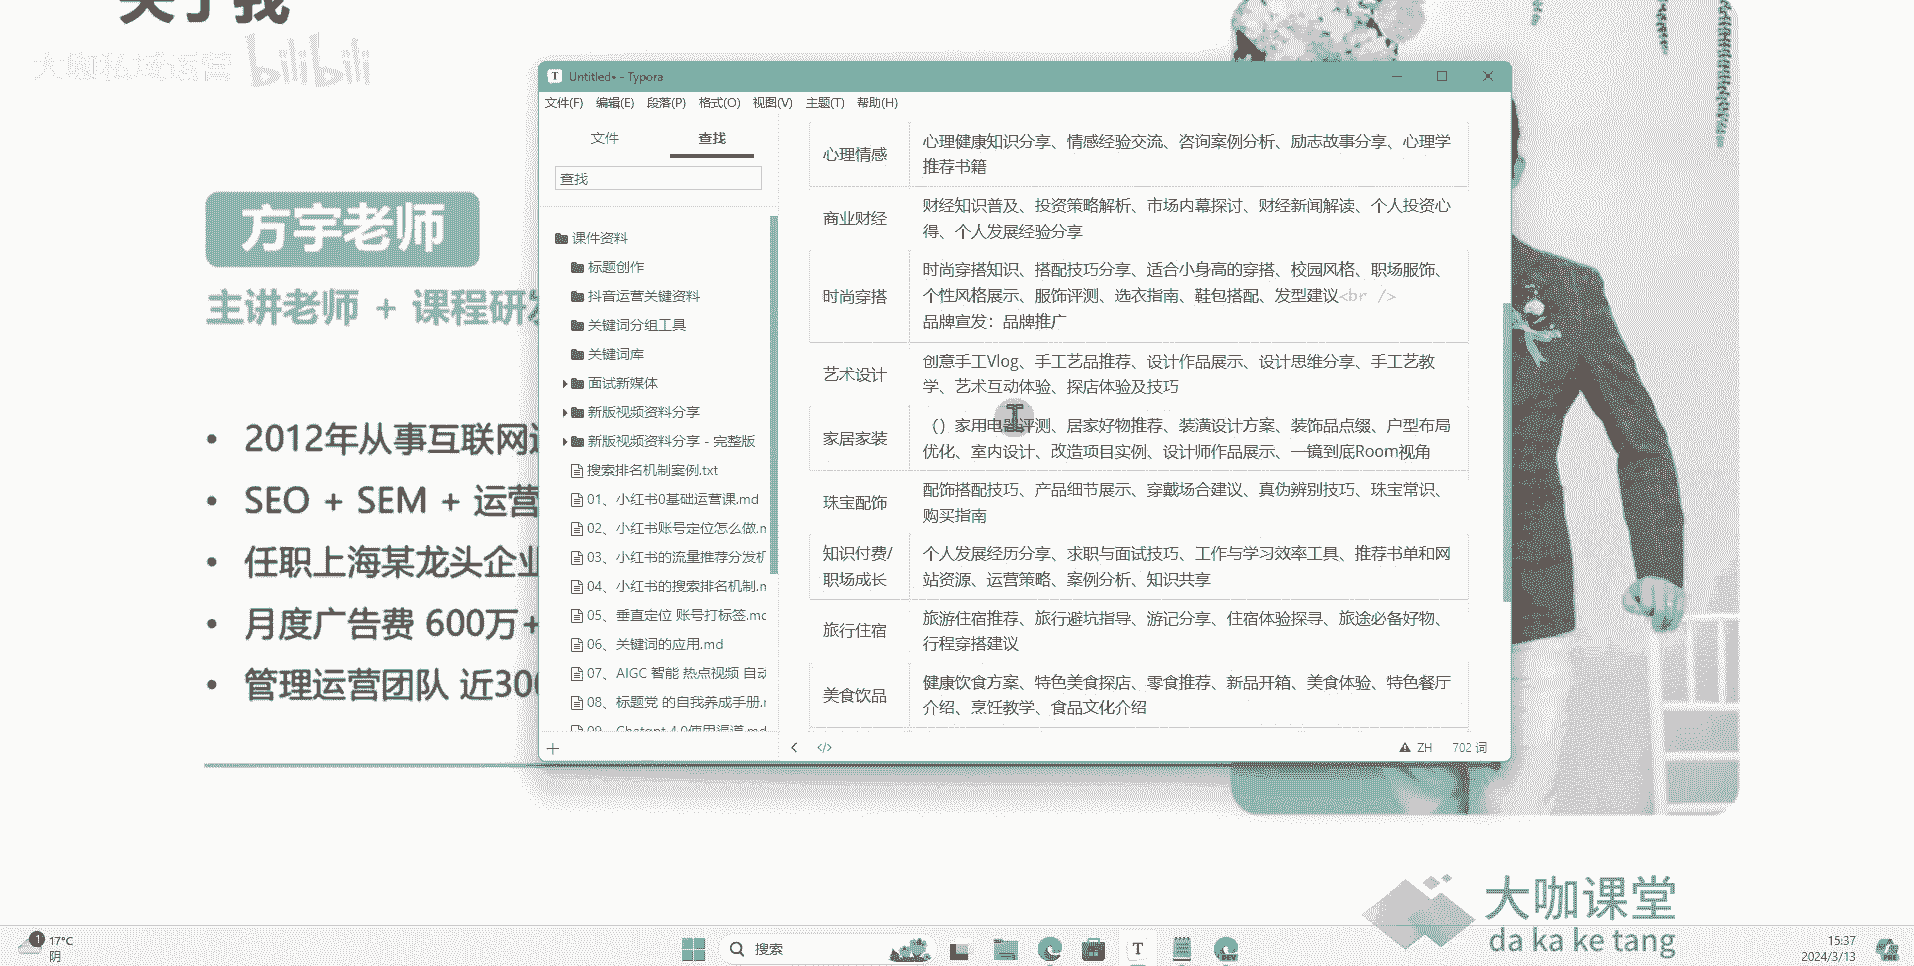 关于我
大咖私域运营 bilibili
方宇老师
主讲老师 + 课程研发
2012年从事互联网
SEO + SEM + 运营
任职上海某龙头企业
月度广告费 600万+
管理运营团队 近300
Untitled• - Typora
文件(F) 编辑(E) 段落(P) 格式(O) 视图(V) 主题(T) 帮助(H)
文件 查找
查找
课件资料
标题创作
抖音运营关键资料
关键词分组工具
关键词库
面试新媒体
新版视频资料分享
新版视频资料分享 - 完整版
搜索排名机制案例.txt
01、小红书0基础运营课.md
02、小红书账号定位怎么做.m
03、小红书的流量推荐分发机
04、小红书的搜索排名机制.m
05、垂直定位 账号打标签.mc
06、关键词的应用.md
07、AIGC 智能 热点视频 自动
08、标题党 的自我养成手册.m
09、Chatgpt 4.0使用渠道.md
心理情感
心理健康知识分享、情感经验交流、咨询案例分析、励志故事分享、心理学
推荐书籍
商业财经
财经知识普及、投资策略解析、市场内幕探讨、财经新闻解读、个人投资心
得、个人发展经验分享
时尚穿搭
时尚穿搭知识、搭配技巧分享、适合小身高的穿搭、校园风格、职场服饰、
个性风格展示、服饰评测、选衣指南、鞋包搭配、发型建议<br />
品牌宣发：品牌推广
艺术设计
创意手工Vlog、手工艺品推荐、设计作品展示、设计思维分享、手工艺教
学、艺术互动体验、探店体验及技巧
家居家装
（）家用电器评测、居家好物推荐、装潢设计方案、装饰品点缀、户型布局
优化、室内设计、改造项目实例、设计师作品展示、一镜到底Room视角
珠宝配饰
配饰搭配技巧、产品细节展示、穿戴场合建议、真伪辨别技巧、珠宝常识、
购买指南
知识付费/
职场成长
个人发展经历分享、求职与面试技巧、工作与学习效率工具、推荐书单和网
站资源、运营策略、案例分析、知识共享
旅行住宿
旅游住宿推荐、旅行避坑指导、游记分享、住宿体验探寻、旅途必备好物、
行程穿搭建议
美食饮品
健康饮食方案、特色美食探店、零食推荐、新品开箱、美食体验、特色餐厅
介绍、烹饪教学、食品文化介绍
ZH 702 词
大咖课堂
da ka ke tang
1 17°C
阴
搜索
T
DEV
15:37
2024/3/13
PRE